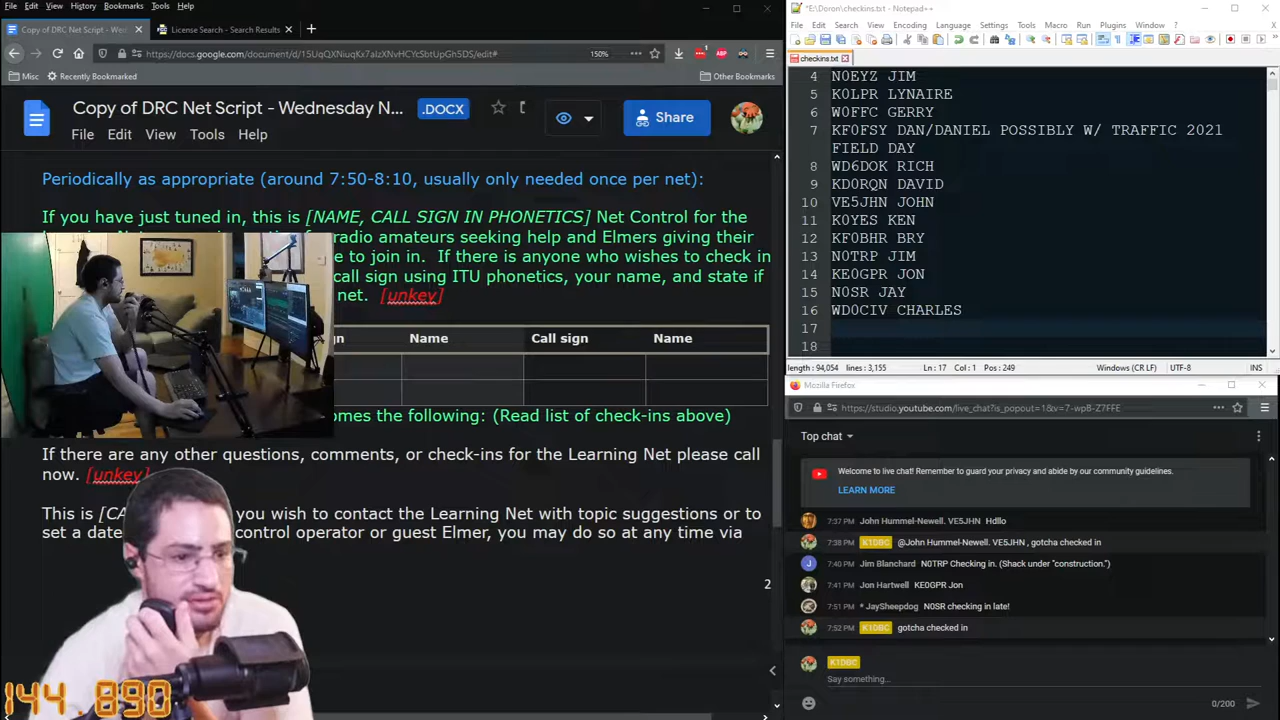 File Edit View History Bookmarks Tools Help
Copy of DRC Net Script - Wed
License Search - Search Results
https://docs.google.com/document/d/15UqQXNiuqKx7aIzXNvHCYcSbtUpGh5DS/edit#
150%
Misc Recently Bookmarked
Other Bookmarks
Copy of DRC Net Script - Wednesday N...
.DOCX
Share
File Edit View Tools Help
Periodically as appropriate (around 7:50-8:10, usually only needed once per net):
If you have just tuned in, this is [NAME, CALL SIGN IN PHONETICS] Net Control for the
radio amateurs seeking help and Elmers giving their
e to join in. If there is anyone who wishes to check in
call sign using ITU phonetics, your name, and state if
net. [unkey]
Name Call sign Name
omes the following: (Read list of check-ins above)
If there are any other questions, comments, or check-ins for the Learning Net please call
now. [unkey]
This is [CA you wish to contact the Learning Net with topic suggestions or to
set a date control operator or guest Elmer, you may do so at any time via
2
144.890
*E:\Doron\checkins.txt - Notepad++
File Edit Search View Encoding Language Settings Tools Macro Run Plugins Window ?
checkins.txt
4 N0EYZ JIM
5 K0LPR LYNAIRE
6 W0FFC GERRY
7 KF0FSY DAN/DANIEL POSSIBLY W/ TRAFFIC 2021
FIELD DAY
8 WD6DOK RICH
9 KD0RQN DAVID
10 VE5JHN JOHN
11 K0YES KEN
12 KF0BHR BRY
13 N0TRP JIM
14 KE0GPR JON
15 N0SR JAY
16 WD0CIV CHARLES
17
18
length : 94,054 lines : 3,155 Ln : 17 Col : 1 Pos : 249 Windows (CR LF) UTF-8 INS
Mozilla Firefox
https://studio.youtube.com/live_chat?is_popout=1&v=7-wpB-Z7FFE
Top chat
Welcome to live chat! Remember to guard your privacy and abide by our community guidelines.
LEARN MORE
7:37 PM John Hummel-Newell. VE5JHN Hdllo
7:38 PM K1DBC @John Hummel-Newell. VE5JHN , gotcha checked in
7:40 PM Jim Blanchard N0TRP Checking in. (Shack under "construction.")
7:41 PM Jon Hartwell KE0GPR Jon
7:51 PM * JaySheepdog N0SR checking in late!
7:52 PM K1DBC gotcha checked in
K1DBC
Say something...
0/200